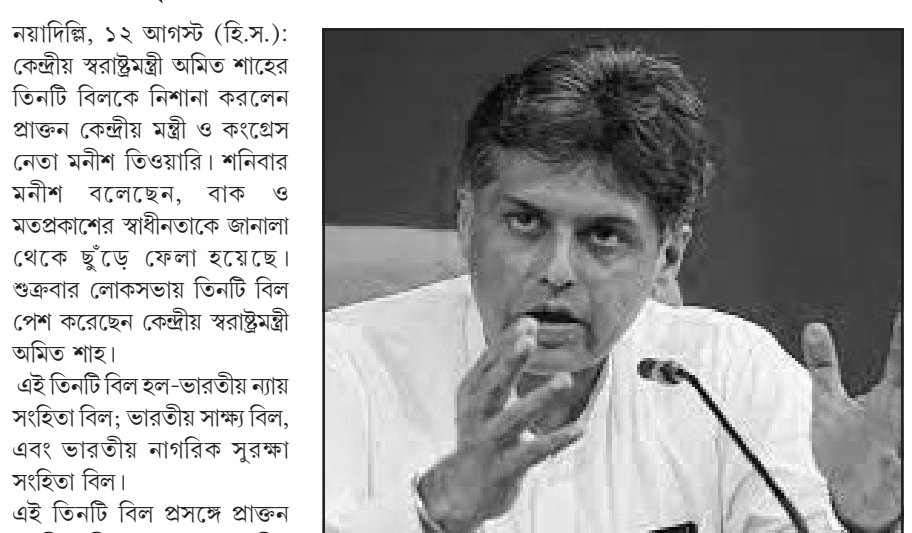 নয়াদিল্লি, ১২ আগস্ট (হি.স.):
কেন্দ্রীয় স্বরাষ্ট্রমন্ত্রী অমিত শাহের
তিনটি বিলকে নিশানা করলেন
প্রাক্তন কেন্দ্রীয় মন্ত্রী ও কংগ্রেস
নেতা মনীশ তিওয়ারি। শনিবার
মনীশ বলেছেন, বাক ও
মতপ্রকাশের স্বাধীনতাকে জানালা
থেকে ছুঁড়ে ফেলা হয়েছে।
শুক্রবার লোকসভায় তিনটি বিল
পেশ করেছেন কেন্দ্রীয় স্বরাষ্ট্রমন্ত্রী
অমিত শাহ।
এই তিনটি বিল হল-ভারতীয় ন্যায়
সংহিতা বিল; ভারতীয় সাক্ষ্য বিল,
এবং ভারতীয় নাগরিক সুরক্ষা
সংহিতা বিল।
এই তিনটি বিল প্রসঙ্গে প্রাক্তন